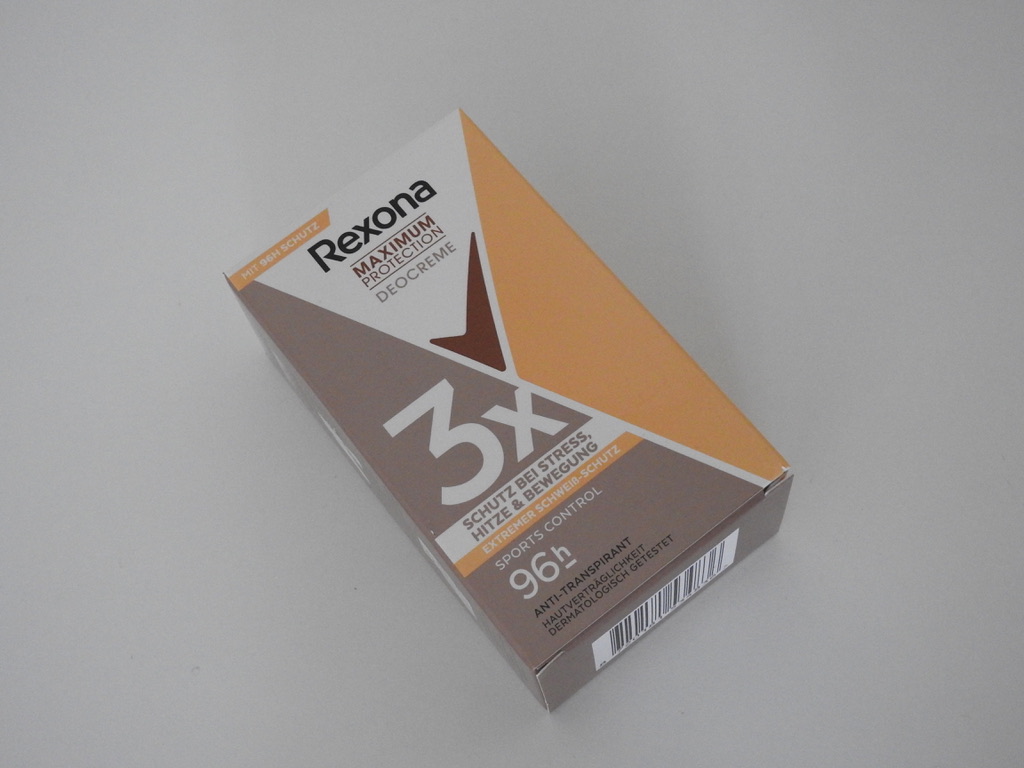 MIT 96H SCHUTZ
Rexona
MAXIMUM
PROTECTION
DEOCREME
3x
SCHUTZ BEI STRESS,
HITZE & BEWEGUNG
EXTREMER SCHWEIß-SCHUTZ
SPORTS CONTROL
96h
ANTI-TRANSPIRANT
HAUTVERTRÄGLICHKEIT
DERMATOLOGISCH GETESTET